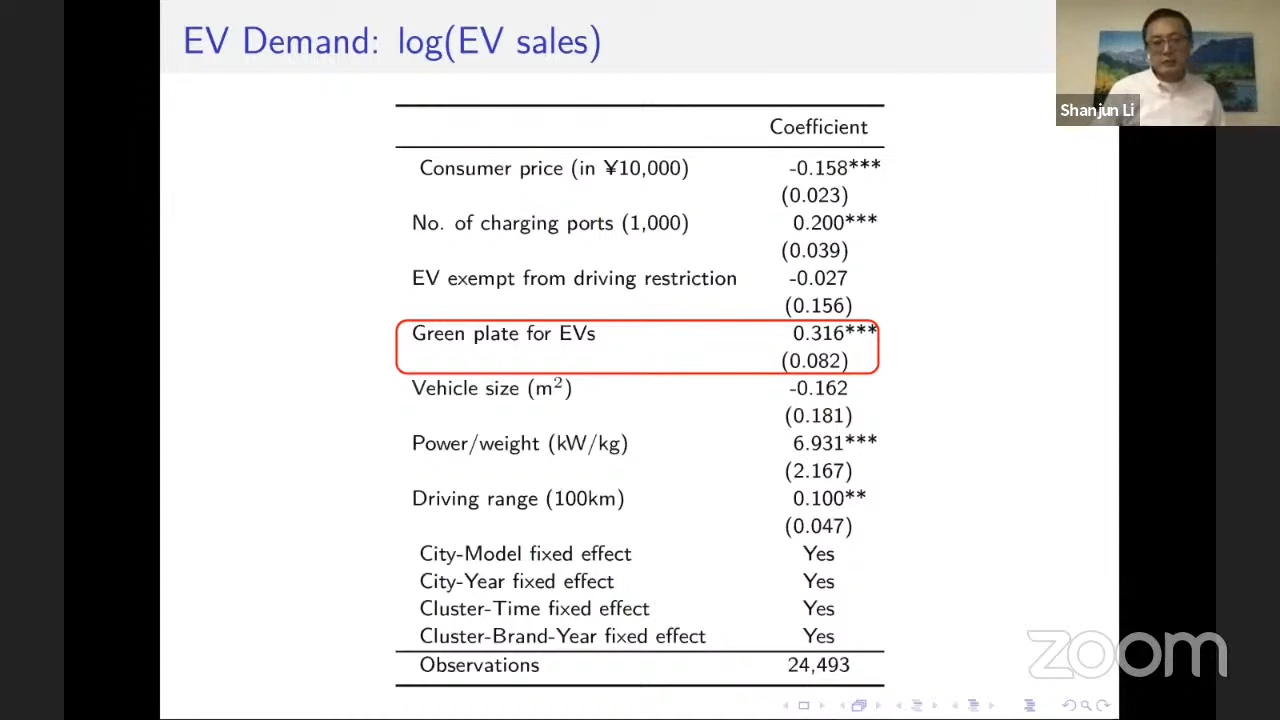 EV Demand: log(EV sales)
Shanjun Li
Coefficient
Consumer price (in ¥10,000) -0.158***
(0.023)
No. of charging ports (1,000) 0.200***
(0.039)
EV exempt from driving restriction -0.027
(0.156)
Green plate for EVs 0.316***
(0.082)
Vehicle size (m²) -0.162
(0.181)
Power/weight (kW/kg) 6.931***
(2.167)
Driving range (100km) 0.100**
(0.047)
City-Model fixed effect Yes
City-Year fixed effect Yes
Cluster-Time fixed effect Yes
Cluster-Brand-Year fixed effect Yes
Observations 24,493
zoom